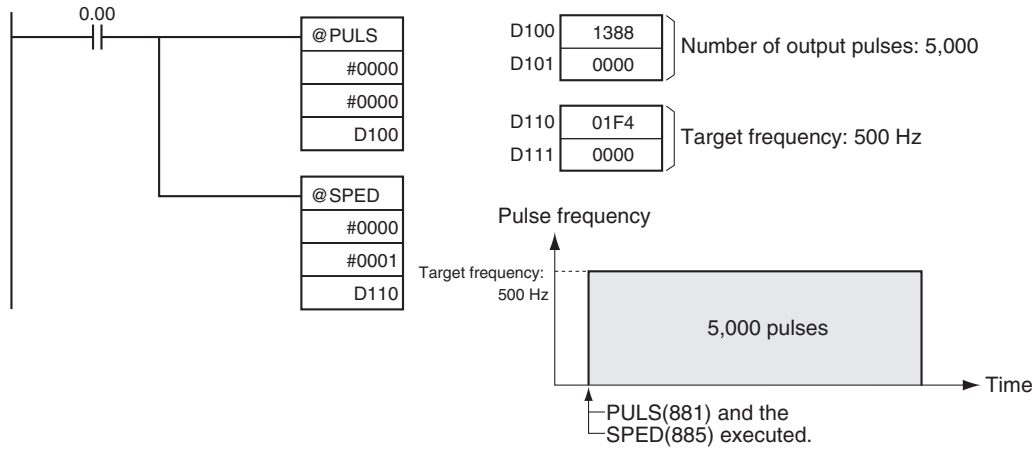 0.00
@PULS
#0000
#0000
D100
@SPED
#0000
#0001
D110
D100 1388
D101 0000
Number of output pulses: 5,000
D110 01F4
D111 0000
Target frequency: 500 Hz
Pulse frequency
Target frequency:
500 Hz
5,000 pulses
Time
PULS(881) and the
SPED(885) executed.